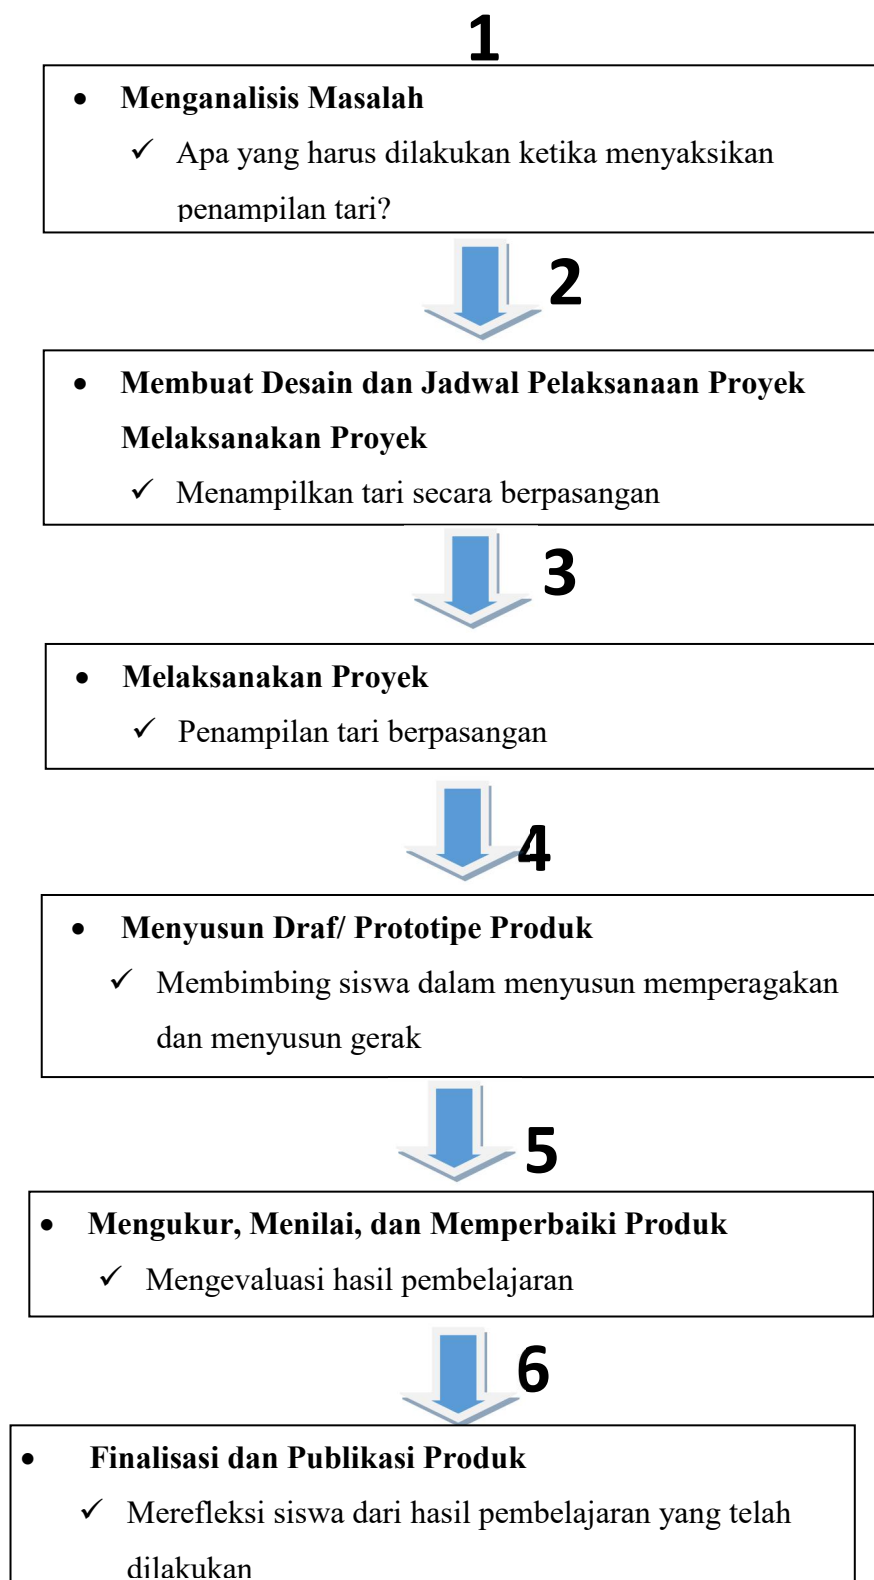 1
• Menganalisis Masalah
✓ Apa yang harus dilakukan ketika menyaksikan
penampilan tari?
2
• Membuat Desain dan Jadwal Pelaksanaan Proyek
Melaksanakan Proyek
✓ Menampilkan tari secara berpasangan
3
• Melaksanakan Proyek
✓ Penampilan tari berpasangan
4
• Menyusun Draf/ Prototipe Produk
✓ Membimbing siswa dalam menyusun memperagakan
dan menyusun gerak
5
• Mengukur, Menilai, dan Memperbaiki Produk
✓ Mengevaluasi hasil pembelajaran
6
• Finalisasi dan Publikasi Produk
✓ Merefleksi siswa dari hasil pembelajaran yang telah
dilakukan